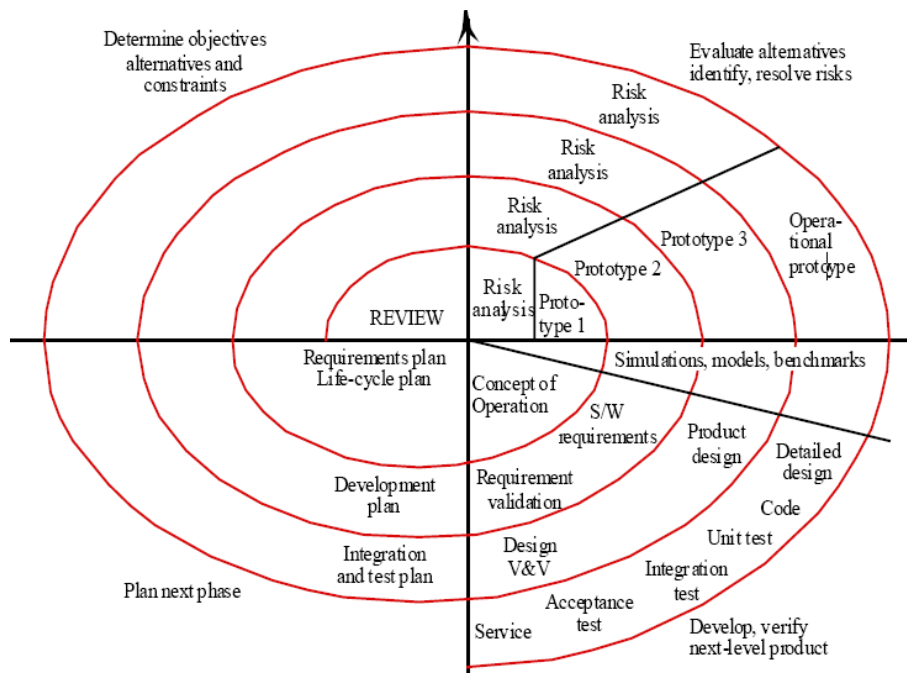 Determine objectives
alternatives and
constraints
Evaluate alternatives
identify, resolve risks
Risk
analysis
Risk
analysis
Risk
analysis
Risk
analysis
Proto-
type 1
Prototype 2
Prototype 3
Opera-
tional
protoype
REVIEW
Requirements plan
Life-cycle plan
Concept of
Operation
Simulations, models, benchmarks
S/W
requirements
Product
design
Detailed
design
Development
plan
Requirement
validation
Code
Unit test
Integration
and test plan
Design
V&V
Integration
test
Plan next phase
Acceptance
test
Service
Develop, verify
next-level product